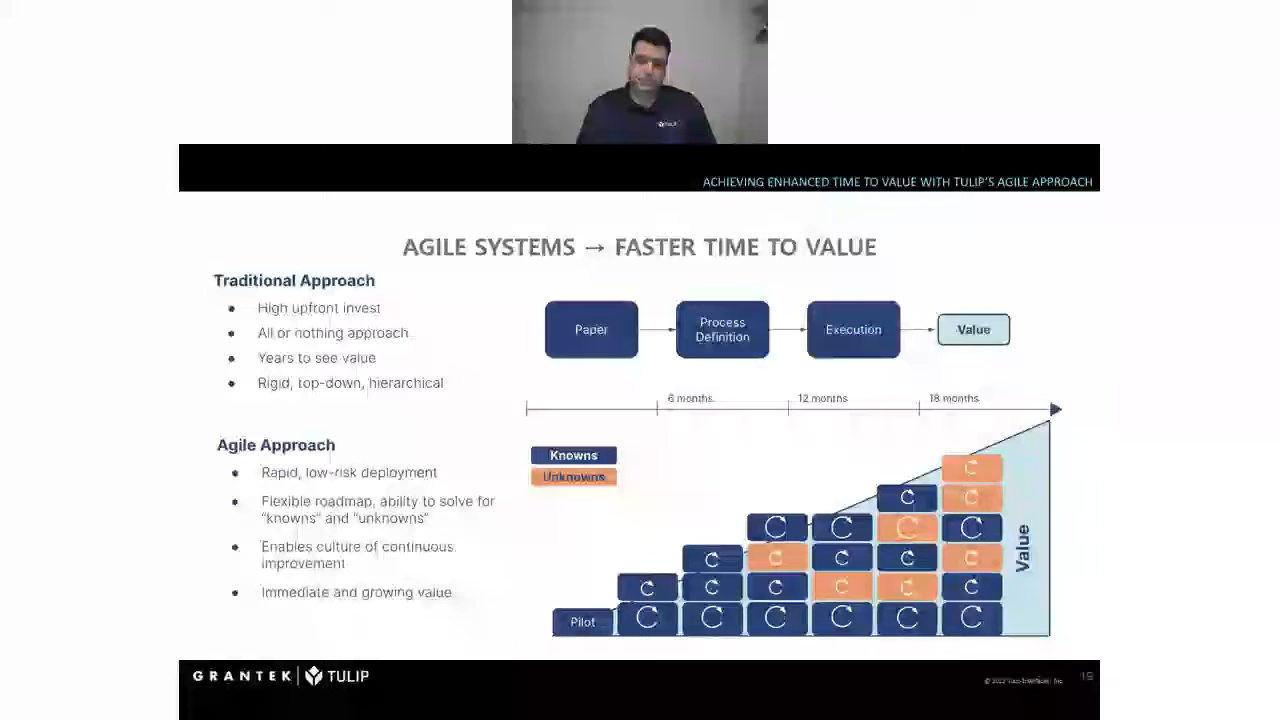 ACHIEVING ENHANCED TIME TO VALUE WITH TULIP'S AGILE APPROACH
AGILE SYSTEMS → FASTER TIME TO VALUE
Traditional Approach
• High upfront invest
• All or nothing approach
• Years to see value
• Rigid, top-down, hierarchical
Paper
Process
Definition
Execution
Value
6 months
12 months
18 months
Agile Approach
• Rapid, low-risk deployment
• Flexible roadmap, ability to solve for
"knowns" and "unknowns"
• Enables culture of continuous
improvement
• Immediate and growing value
Knowns
Unknowns
Pilot
Value
GRANTEK | TULIP
19